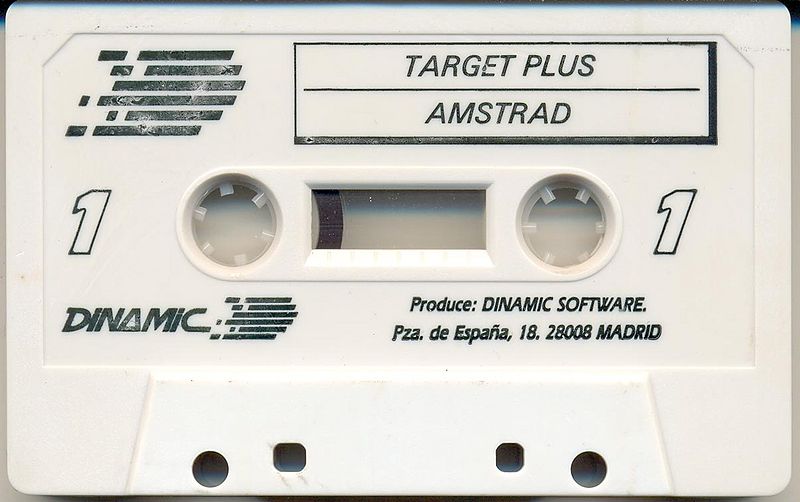 TARGET PLUS
AMSTRAD
1
1
DINAMIC
Produce: DINAMIC SOFTWARE.
Pza. de España, 18. 28008 MADRID